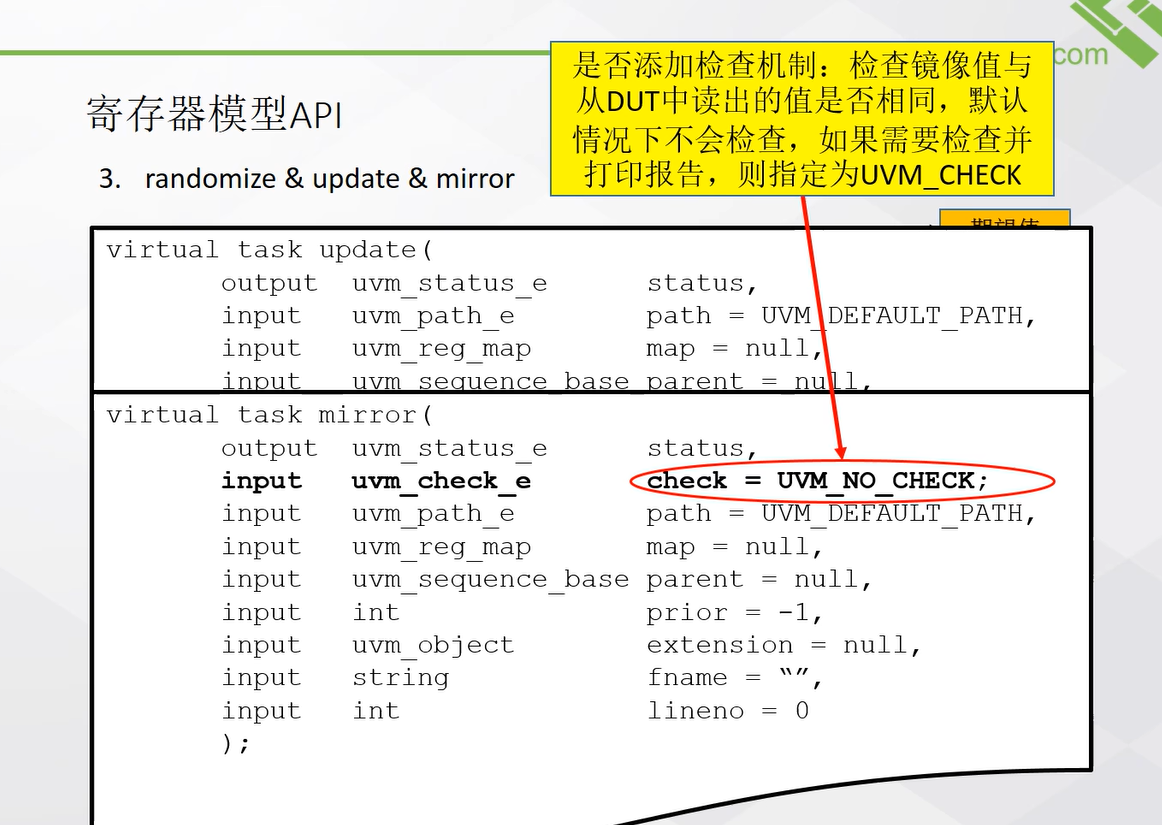 com
是否添加检查机制：检查镜像值与
从DUT中读出的值是否相同，默认
情况下不会检查，如果需要检查并
打印报告，则指定为UVM_CHECK
寄存器模型API
3. randomize & update & mirror
期望值
virtual task update(
output uvm_status_e status,
input uvm_path_e path = UVM_DEFAULT_PATH,
input uvm_reg_map map = null,
input uvm_sequence_base parent = null,
virtual task mirror(
output uvm_status_e status,
input uvm_check_e check = UVM_NO_CHECK;
input uvm_path_e path = UVM_DEFAULT_PATH,
input uvm_reg_map map = null,
input uvm_sequence_base parent = null,
input int prior = -1,
input uvm_object extension = null,
input string fname = “”,
input int lineno = 0
);